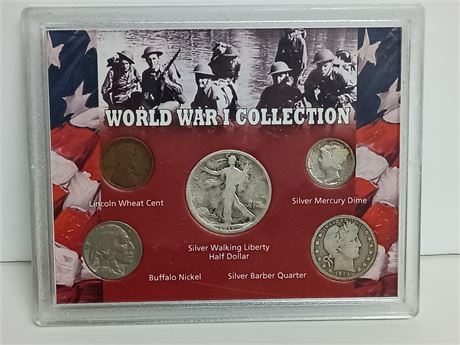 WORLD WAR I COLLECTION
Lincoln Wheat Cent
Silver Mercury Dime
Silver Walking Liberty
Half Dollar
Buffalo Nickel
Silver Barber Quarter